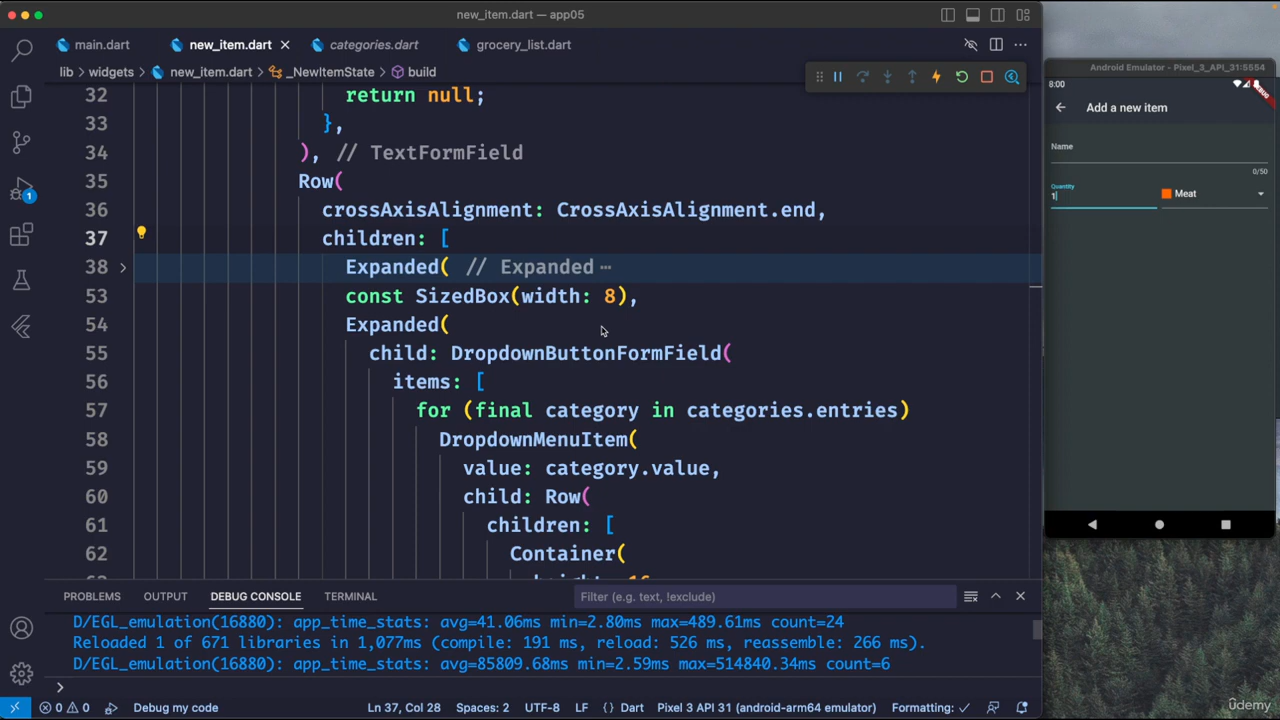 new_item.dart — app05
main.dart
new_item.dart
categories.dart
grocery_list.dart
lib > widgets > new_item.dart > _NewItemState > build
32 return null;
33 },
34 ), // TextFormField
35 Row(
36 crossAxisAlignment: CrossAxisAlignment.end,
37 children: [
38 Expanded( // Expanded ⋯
53 const SizedBox(width: 8),
54 Expanded(
55 child: DropdownButtonFormField(
56 items: [
57 for (final category in categories.entries)
58 DropdownMenuItem(
59 value: category.value,
60 child: Row(
61 children: [
62 Container(
PROBLEMS OUTPUT DEBUG CONSOLE TERMINAL
Filter (e.g. text, !exclude)
D/EGL_emulation(16880): app_time_stats: avg=41.06ms min=2.80ms max=489.61ms count=24
Reloaded 1 of 671 libraries in 1,077ms (compile: 191 ms, reload: 526 ms, reassemble: 266 ms).
D/EGL_emulation(16880): app_time_stats: avg=85809.68ms min=2.59ms max=514840.34ms count=6
>
1
0 0 Debug my code
Ln 37, Col 28 Spaces: 2 UTF-8 LF {} Dart Pixel 3 API 31 (android-arm64 emulator) Formatting: ✓
Android Emulator - Pixel_3_API_31:5554
8:00
DEBUG
Add a new item
Name
0/50
Quantity
1
Meat
ûdemy